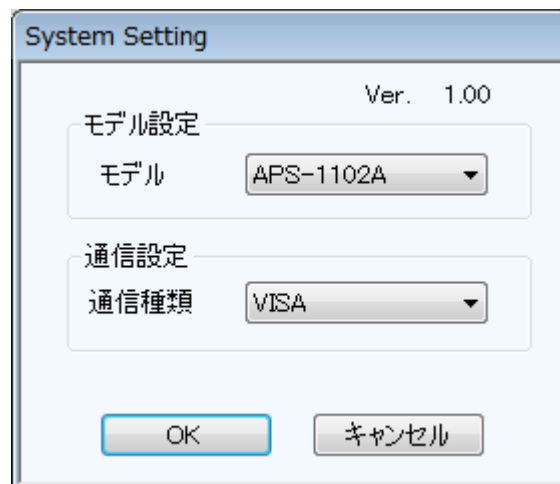 System Setting
Ver. 1.00
モデル設定
モデル APS-1102A
通信設定
通信種類 VISA
OK キャンセル